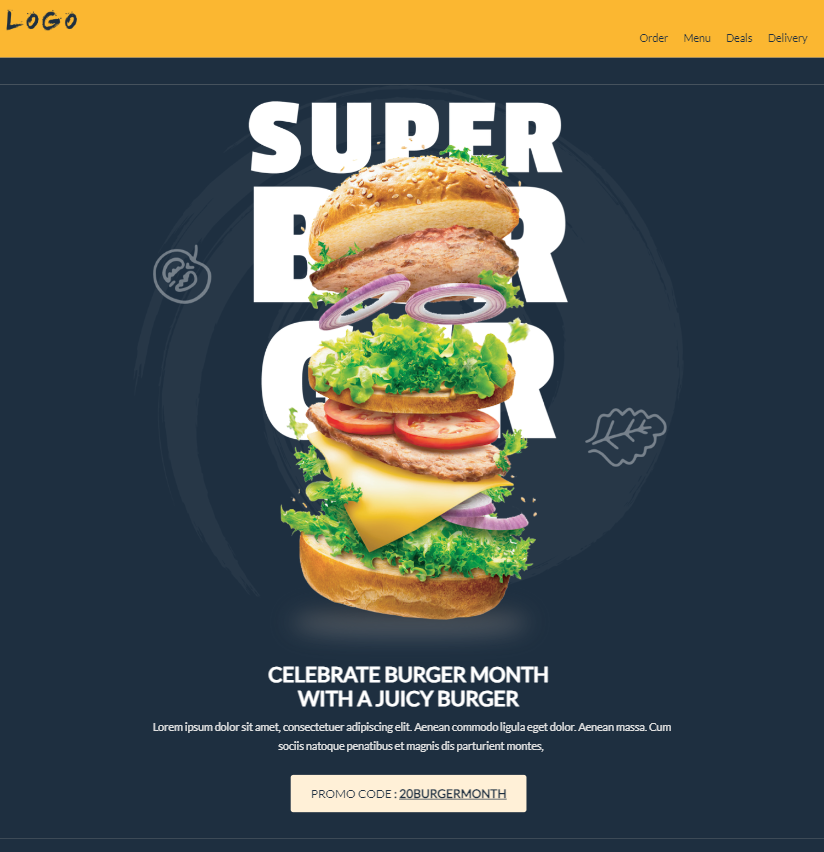 LOGO
Order Menu Deals Delivery
SUPER
BUR
GER
CELEBRATE BURGER MONTH
WITH A JUICY BURGER
Lorem ipsum dolor sit amet, consectetuer adipiscing elit. Aenean commodo ligula eget dolor. Aenean massa. Cum
sociis natoque penatibus et magnis dis parturient montes,
PROMO CODE : 20BURGERMONTH